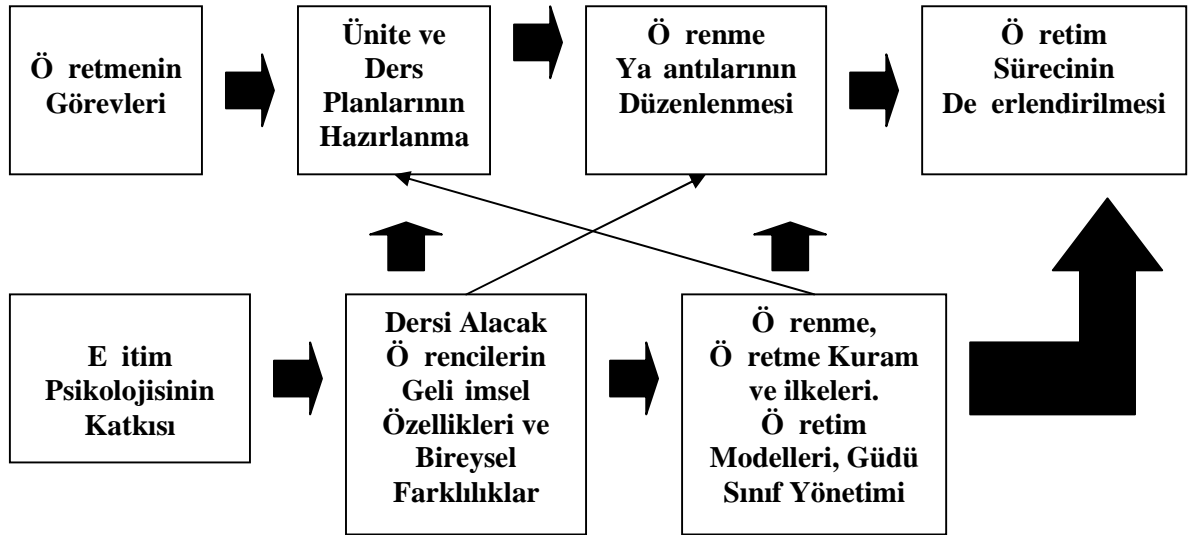 Ö retmenin
Görevleri
Ünite ve
Ders
Planlarının
Hazırlanma
Ö renme
Ya antılarının
Düzenlenmesi
Ö retim
Sürecinin
De erlendirilmesi
E itim
Psikolojisinin
Katkısı
Dersi Alacak
Ö rencilerin
Geli imsel
Özellikleri ve
Bireysel
Farklılıklar
Ö renme,
Ö retme Kuram
ve ilkeleri.
Ö retim
Modelleri, Güdü
Sınıf Yönetimi